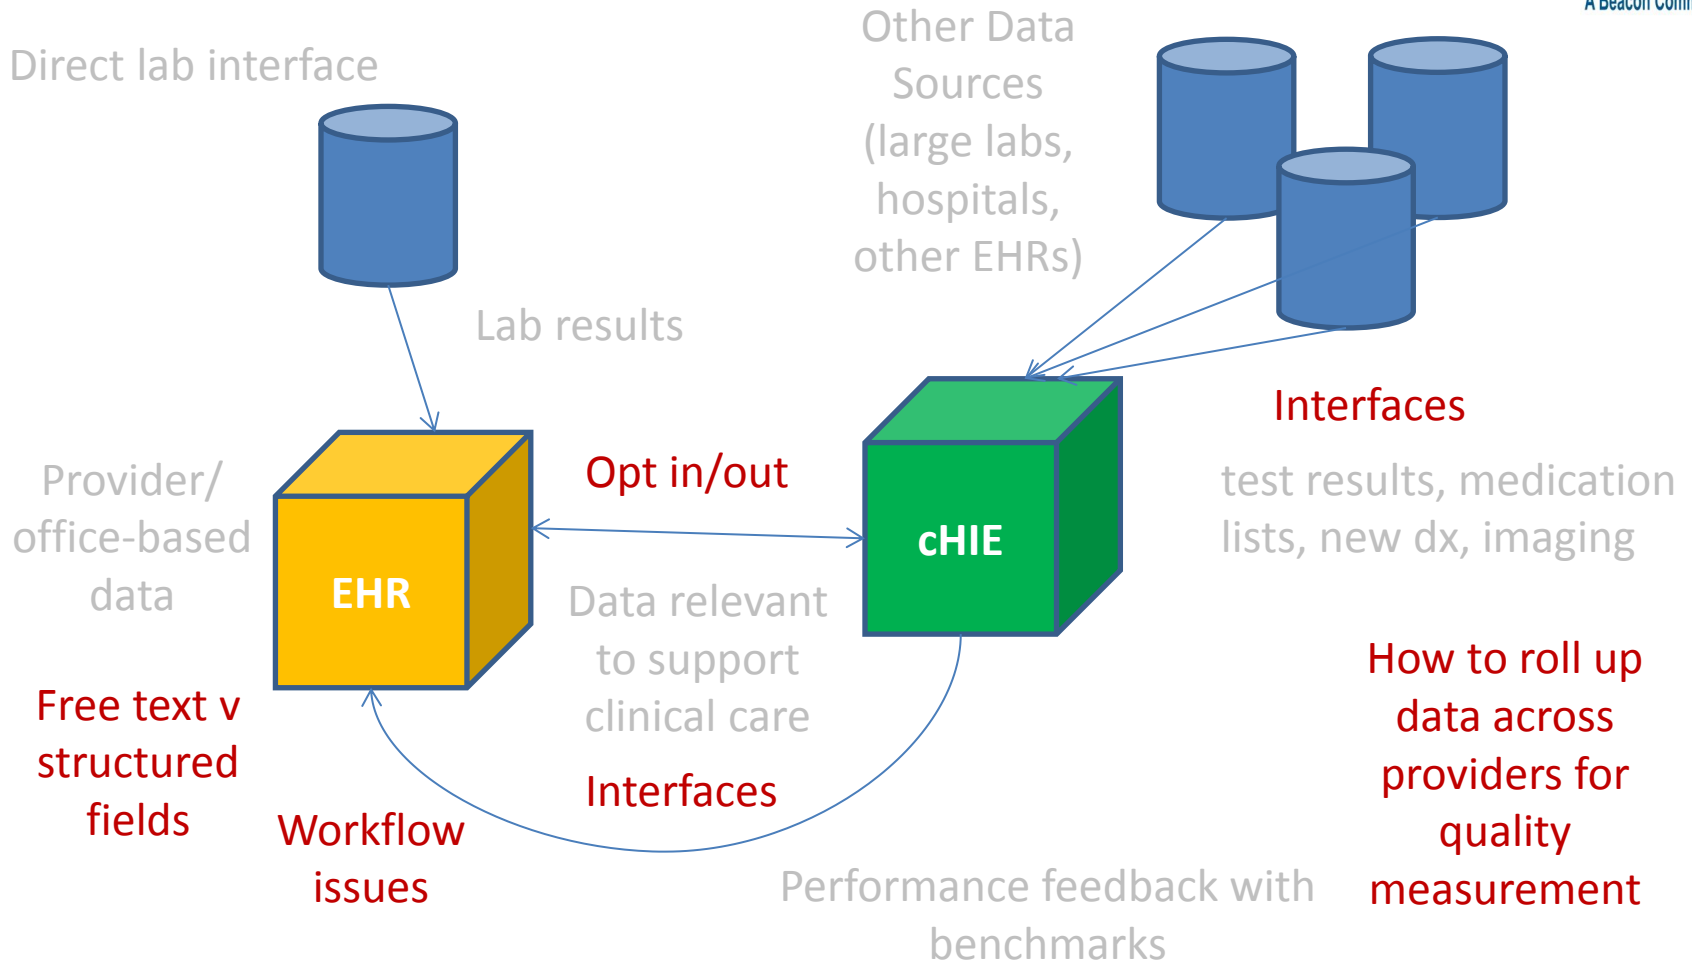 A Beacon
Direct lab interface
Other Data
Sources
(large labs,
hospitals,
other EHRs)
Lab results
Interfaces
Opt in/out
Provider/
office-based
data
test results, medication
lists, new dx, imaging
cHIE
EHR
Data relevant
to support
clinical care
How to roll up
data across
providers for
quality
measurement
Free text v
structured
fields
Interfaces
Workflow
issues
Performance feedback with
benchmarks